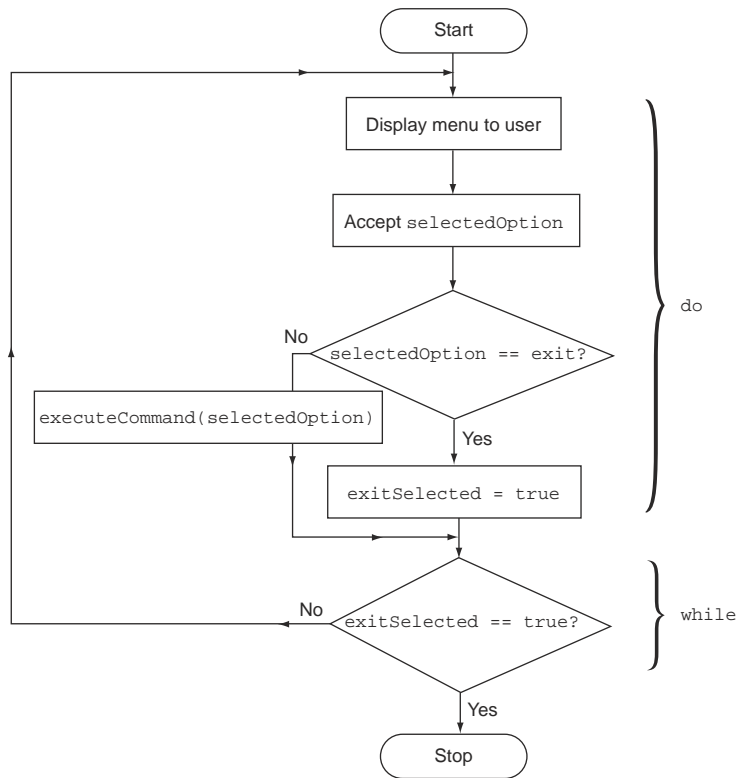 Start
Display menu to user
Accept selectedOption
do
No
selectedOption == exit?
executeCommand(selectedOption)
Yes
exitSelected = true
No
exitSelected == true?
while
Yes
Stop